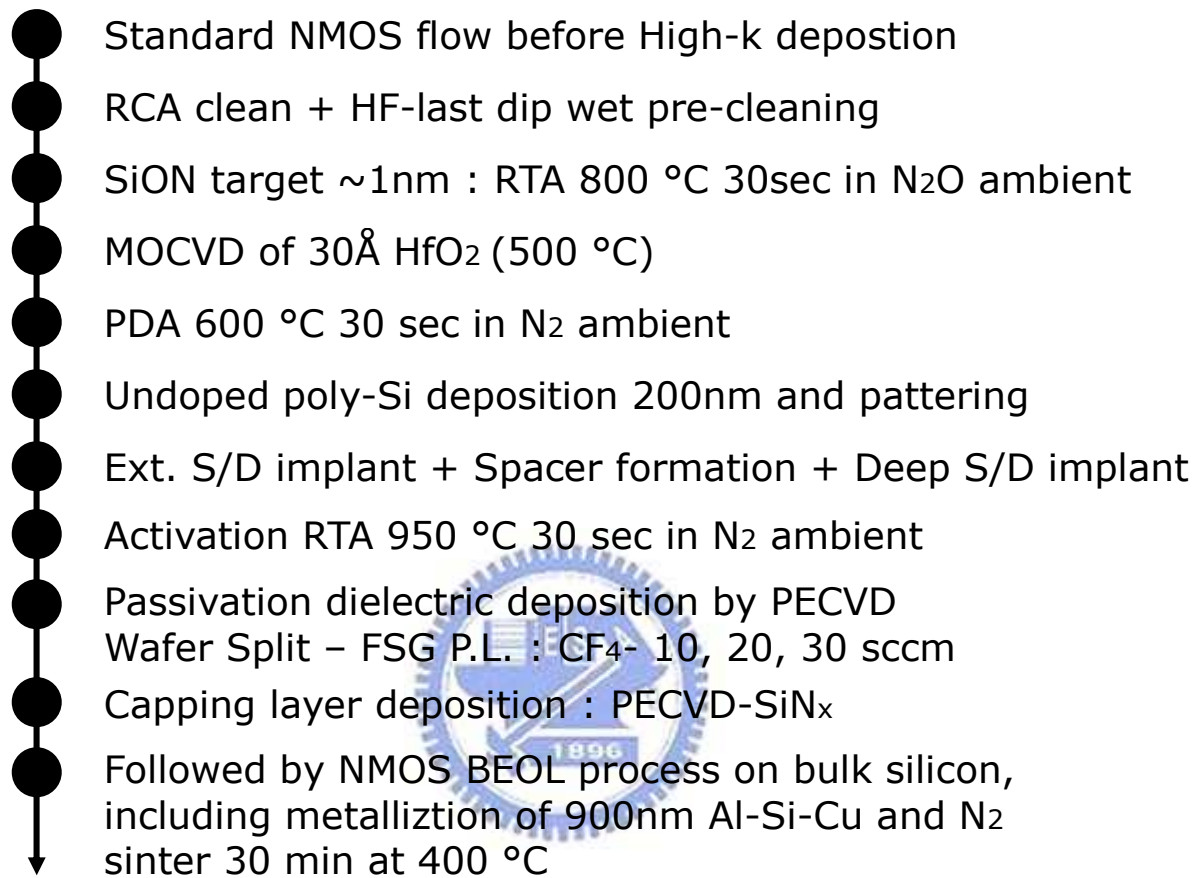 Standard NMOS flow before High-k depostion
RCA clean + HF-last dip wet pre-cleaning
SiON target ~1nm : RTA 800 °C 30sec in N2O ambient
MOCVD of 30Å HfO2 (500 °C)
PDA 600 °C 30 sec in N2 ambient
Undoped poly-Si deposition 200nm and pattering
Ext. S/D implant + Spacer formation + Deep S/D implant
Activation RTA 950 °C 30 sec in N2 ambient
Passivation dielectric deposition by PECVD
Wafer Split – FSG P.L. : CF4- 10, 20, 30 sccm
Capping layer deposition : PECVD-SiNx
1896
Followed by NMOS BEOL process on bulk silicon,
including metalliztion of 900nm Al-Si-Cu and N2
sinter 30 min at 400 °C